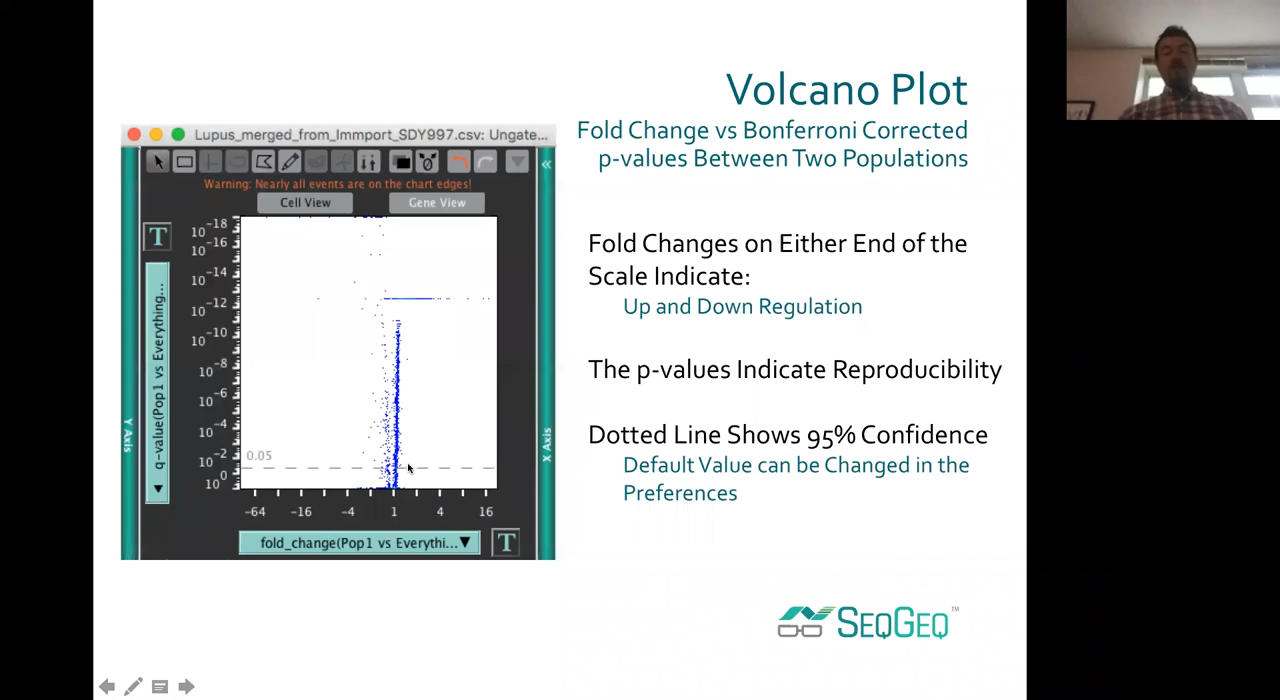 Volcano Plot
Fold Change vs Bonferroni Corrected
p-values Between Two Populations
Lupus_merged_from_Immport_SDY997.csv: Ungate...
Warning: Nearly all events are on the chart edges!
Cell View
Gene View
T
Y Axis
q-value(Pop1 vs Everything...
10-18
10-16
10-14
10-12
10-10
10-8
10-6
10-4
10-2
100
0.05
-64 -16 -4 1 4 16
fold_change(Pop1 vs Everythi...
T
X Axis
Fold Changes on Either End of the
Scale Indicate:
Up and Down Regulation
The p-values Indicate Reproducibility
Dotted Line Shows 95% Confidence
Default Value can be Changed in the
Preferences
SEQGEQ™